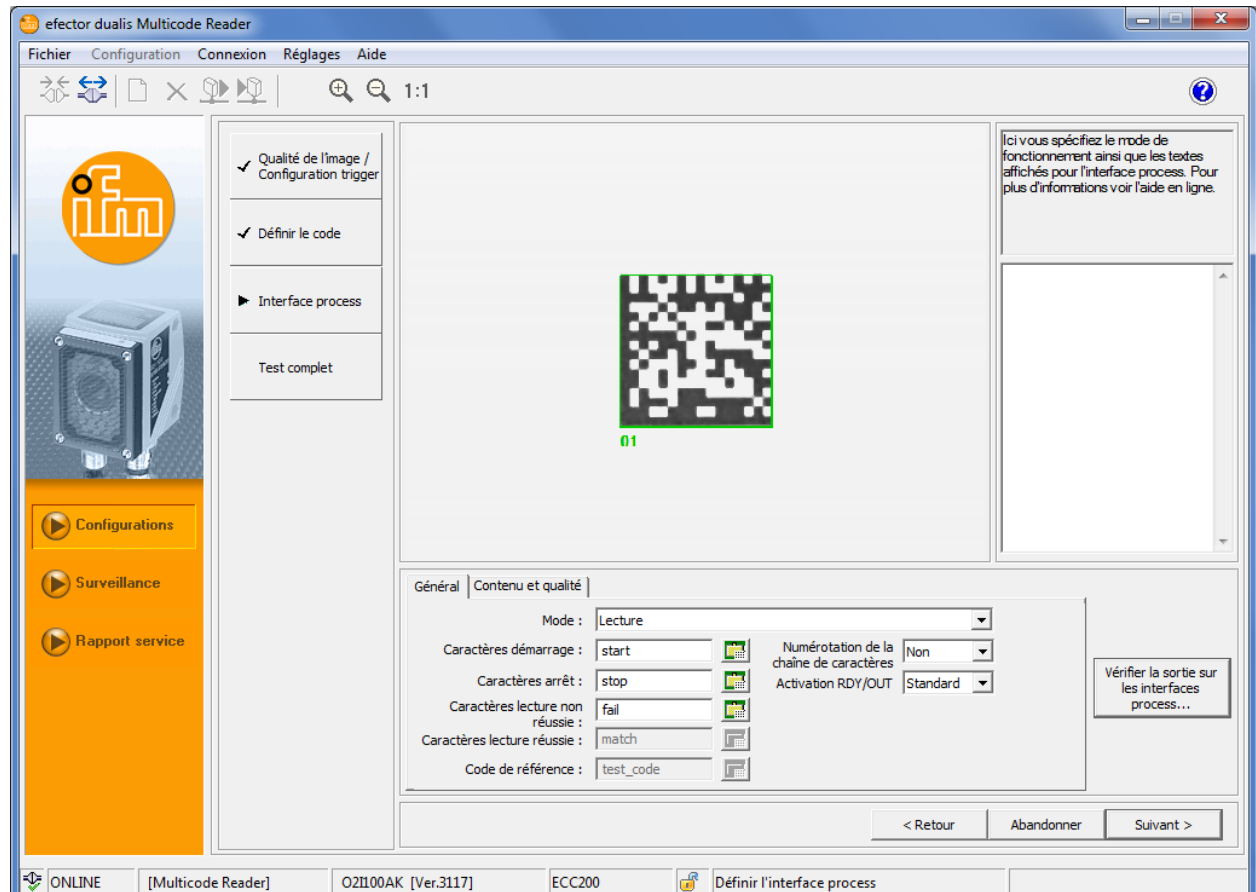 efector dualis Multicode Reader
Fichier Configuration Connexion Réglages Aide
1:1
ifm
Qualité de l'image /
Configuration trigger
Définir le code
Interface process
Test complet
01
Ici vous spécifiez le mode de
fonctionnement ainsi que les textes
affichés pour l'interface process. Pour
plus d'informations voir l'aide en ligne.
Configurations
Surveillance
Rapport service
Général Contenu et qualité
Mode : Lecture
Caractères démarrage : start
Numérotation de la
chaîne de caractères Non
Caractères arrêt : stop
Activation RDY/OUT Standard
Caractères lecture non
réussie : fail
Caractères lecture réussie : match
Code de référence : test_code
Vérifier la sortie sur
les interfaces
process...
< Retour Abandonner Suivant >
ONLINE [Multicode Reader] O2I100AK [Ver.3117] ECC200 Définir l'interface process